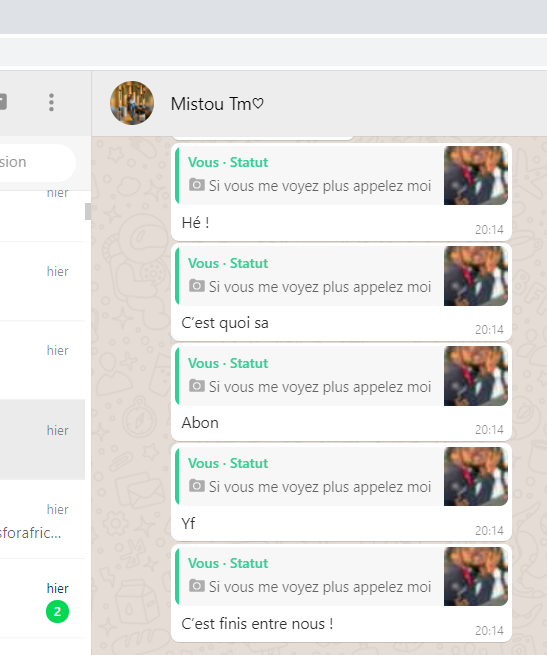 Mistou Tm♡
sion
hier
hier
hier
hier
hier
sforafric...
hier
2
Vous · Statut
Si vous me voyez plus appelez moi
Hé !
20:14
Vous · Statut
Si vous me voyez plus appelez moi
C'est quoi sa
20:14
Vous · Statut
Si vous me voyez plus appelez moi
Abon
20:14
Vous · Statut
Si vous me voyez plus appelez moi
Yf
20:14
Vous · Statut
Si vous me voyez plus appelez moi
C'est finis entre nous !
20:14